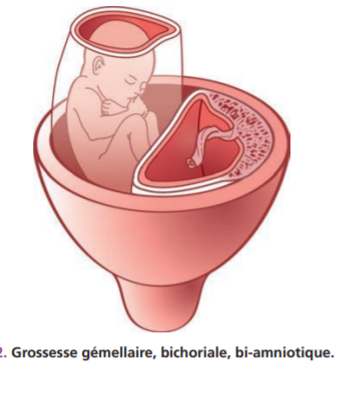 2. Grossesse gémellaire, bichoriale, bi-amniotique.